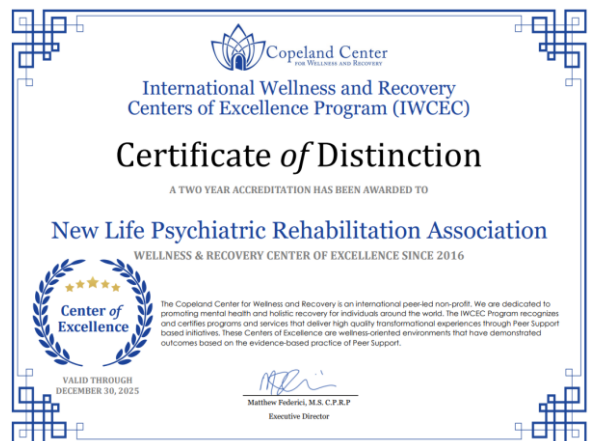 Copeland Center
FOR WELLNESS AND RECOVERY
International Wellness and Recovery
Centers of Excellence Program (IWCEC)
Certificate of Distinction
A TWO YEAR ACCREDITATION HAS BEEN AWARDED TO
New Life Psychiatric Rehabilitation Association
WELLNESS & RECOVERY CENTER OF EXCELLENCE SINCE 2016
Center of
Excellence
The Copeland Center for Wellness and Recovery is an international peer-led non-profit. We are dedicated to
promoting mental health and holistic recovery for individuals around the world. The IWCEC Program recognizes
and certifies programs and services that deliver high quality transformational experiences through Peer Support
based initiatives. These Centers of Excellence are wellness-oriented environments that have demonstrated
outcomes based on the evidence-based practice of Peer Support.
VALID THROUGH
DECEMBER 30, 2025
Matthew Federici, M.S. C.P.R.P
Executive Director